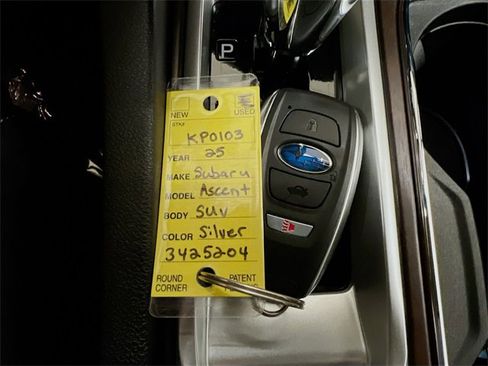 P
NEW USED
STK#
KP0103
YEAR 25
MAKE Subaru
MODEL Ascent
BODY SUV
COLOR Silver
3425204
ROUND PATENT
CORNER